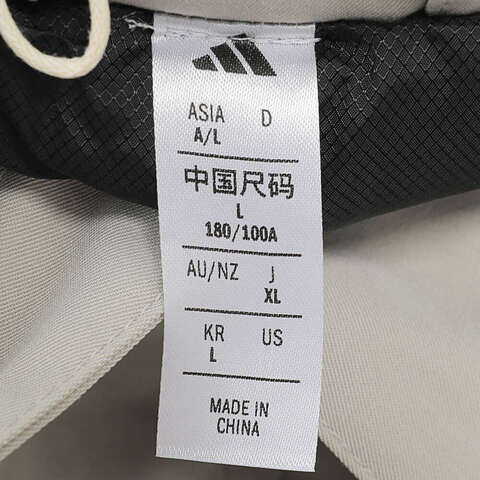 ASIA D
A/L
中国尺码
L
180/100A
AU/NZ J
XL
KR US
L
MADE IN
CHINA